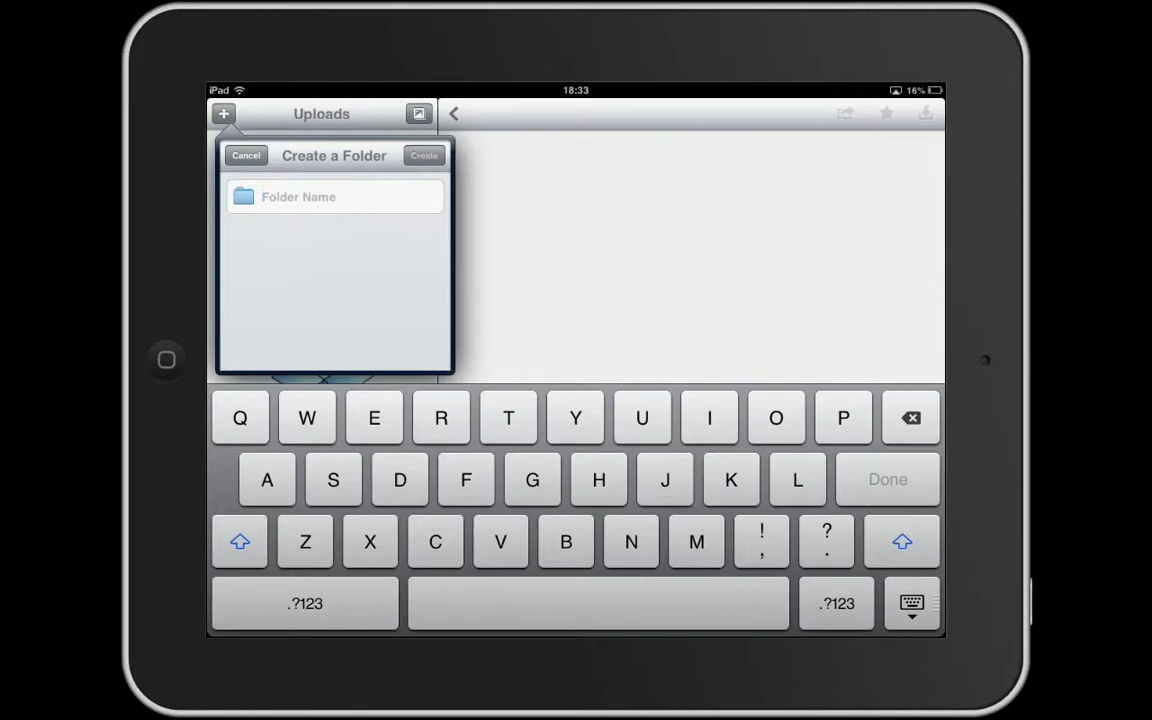 iPad 18:33 16%
+ Uploads
Cancel Create a Folder Create
Folder Name
Q W E R T Y U I O P
A S D F G H J K L Done
Z X C V B N M ! , ? .
.?123 .?123